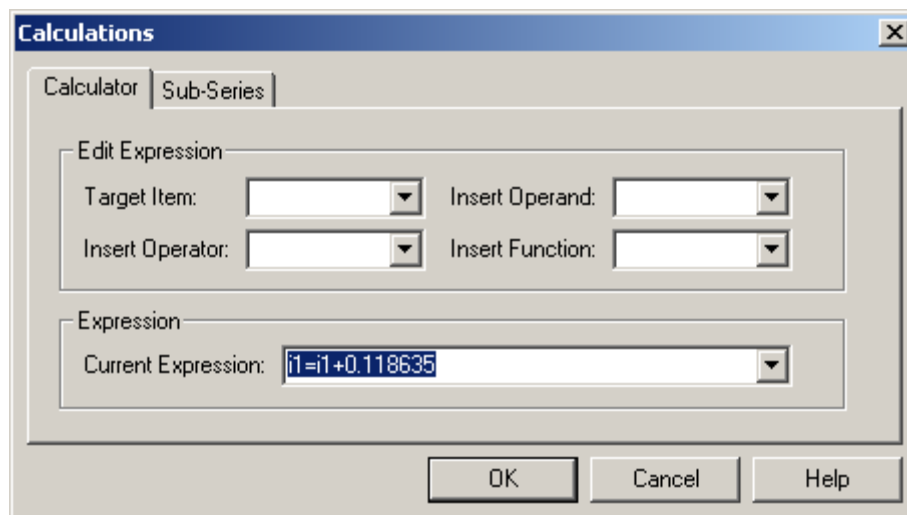 Calculations
Calculator Sub-Series
Edit Expression
Target Item: Insert Operand:
Insert Operator: Insert Function:
Expression
Current Expression: i1=i1+0.118635
OK Cancel Help